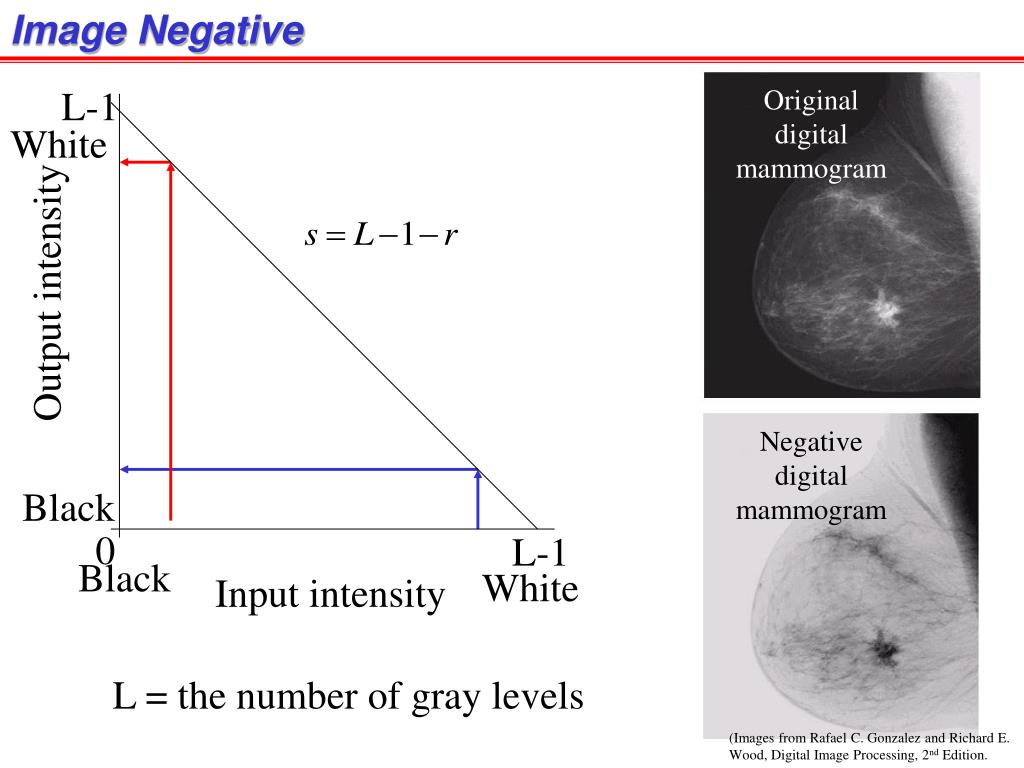 Image Negative
L-1
White
Output intensity
s = L−1−r
Black
0
Black
Input intensity
L-1
White
L = the number of gray levels
Original
digital
mammogram
Negative
digital
mammogram
(Images from Rafael C. Gonzalez and Richard E.
Wood, Digital Image Processing, 2nd Edition.